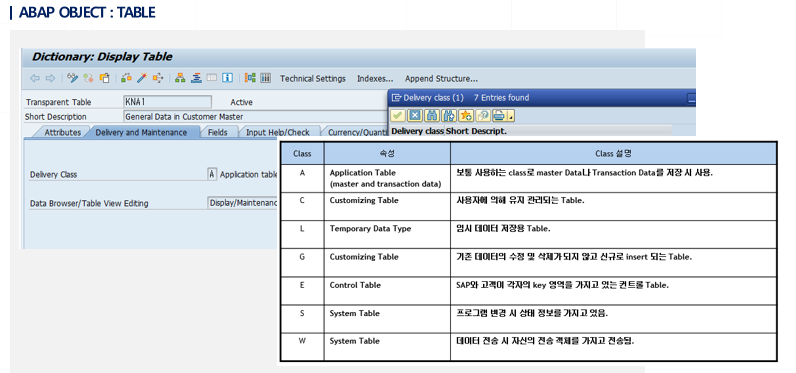 ABAP OBJECT : TABLE
Dictionary: Display Table
Technical Settings Indexes... Append Structure...
Transparent Table KNA1 Active
Short Description General Data in Customer Master
Attributes Delivery and Maintenance Fields Input Help/Check Currency/Quanti
Delivery class (1) 7 Entries found
Delivery class Short Descript.
Delivery Class A Application table
Data Browser/Table View Editing Display/Maintenanc
Class 속성 Class 설명
A Application Table 보통 사용하는 class로 master Data나 Transaction Data를 저장 시 사용.
(master and transaction data)
C Customizing Table 사용자에 의해 유지 관리되는 Table.
L Temporary Data Type 임시 데이터 저장용 Table.
G Customizing Table 기존 데이터의 수정 및 삭제가 되지 않고 신규로 insert 되는 Table.
E Control Table SAP와 고객이 각자의 key 영역을 가지고 있는 컨트롤 Table.
S System Table 프로그램 변경 시 상태 정보를 가지고 있음.
W System Table 데이터 전송 시 자신의 전송 객체를 가지고 전송됨.